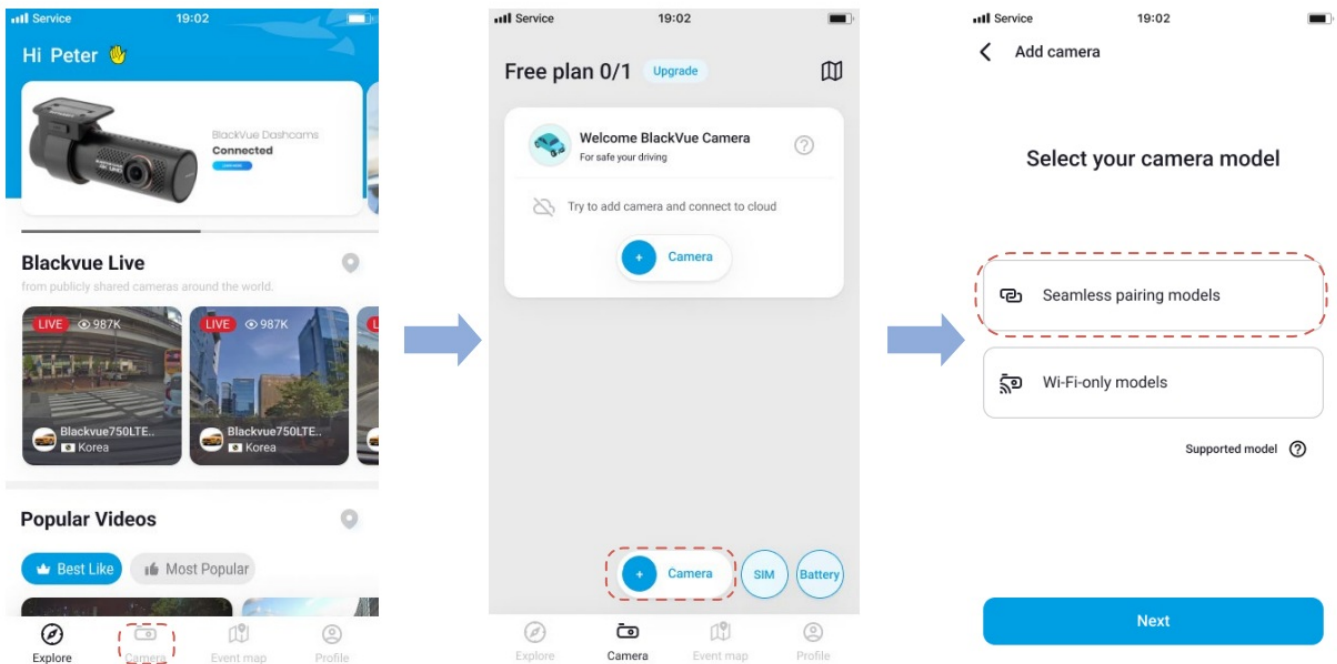 Service 19:02
Hi Peter
BlackVue Dashcams
Connected
Blackvue Live
from publicly shared cameras around the world.
LIVE 987K
LIVE 987K
Blackvue750LTE..
Korea
Blackvue750LTE..
Korea
Popular Videos
Best Like
Most Popular
Explore
Camera
Event map
Profile
Service 19:02
Free plan 0/1 Upgrade
Welcome BlackVue Camera
For safe your driving
Try to add camera and connect to cloud
+ Camera
+ Camera
SIM
Battery
Explore
Camera
Event map
Profile
Service 19:02
Add camera
Select your camera model
Seamless pairing models
Wi-Fi-only models
Supported model ?
Next